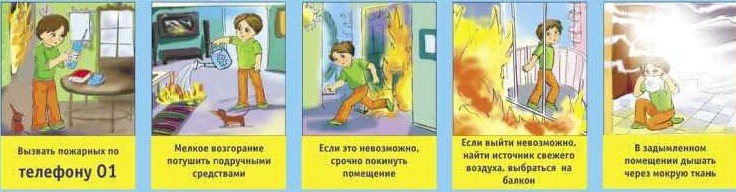 Вызвать пожарных по
телефону 01
Мелкое возгорание
потушить подручными
средствами
Если это невозможно,
срочно покинуть
помещение
Если выйти невозможно,
найти источник свежего
воздуха, выбраться на
балкон
В задымленном
помещении дышать
через мокрую ткань